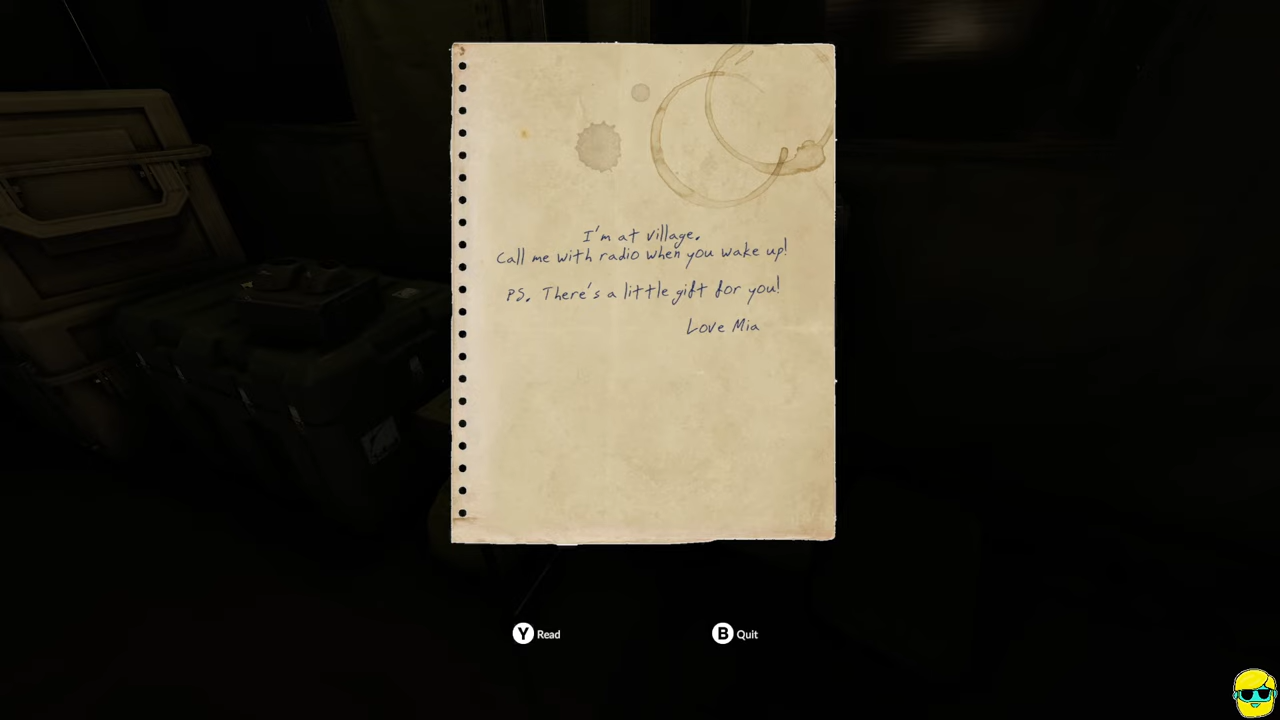 I'm at village.
Call me with radio when you wake up!
PS. There's a little gift for you!
Love Mia
Y Read
B Quit